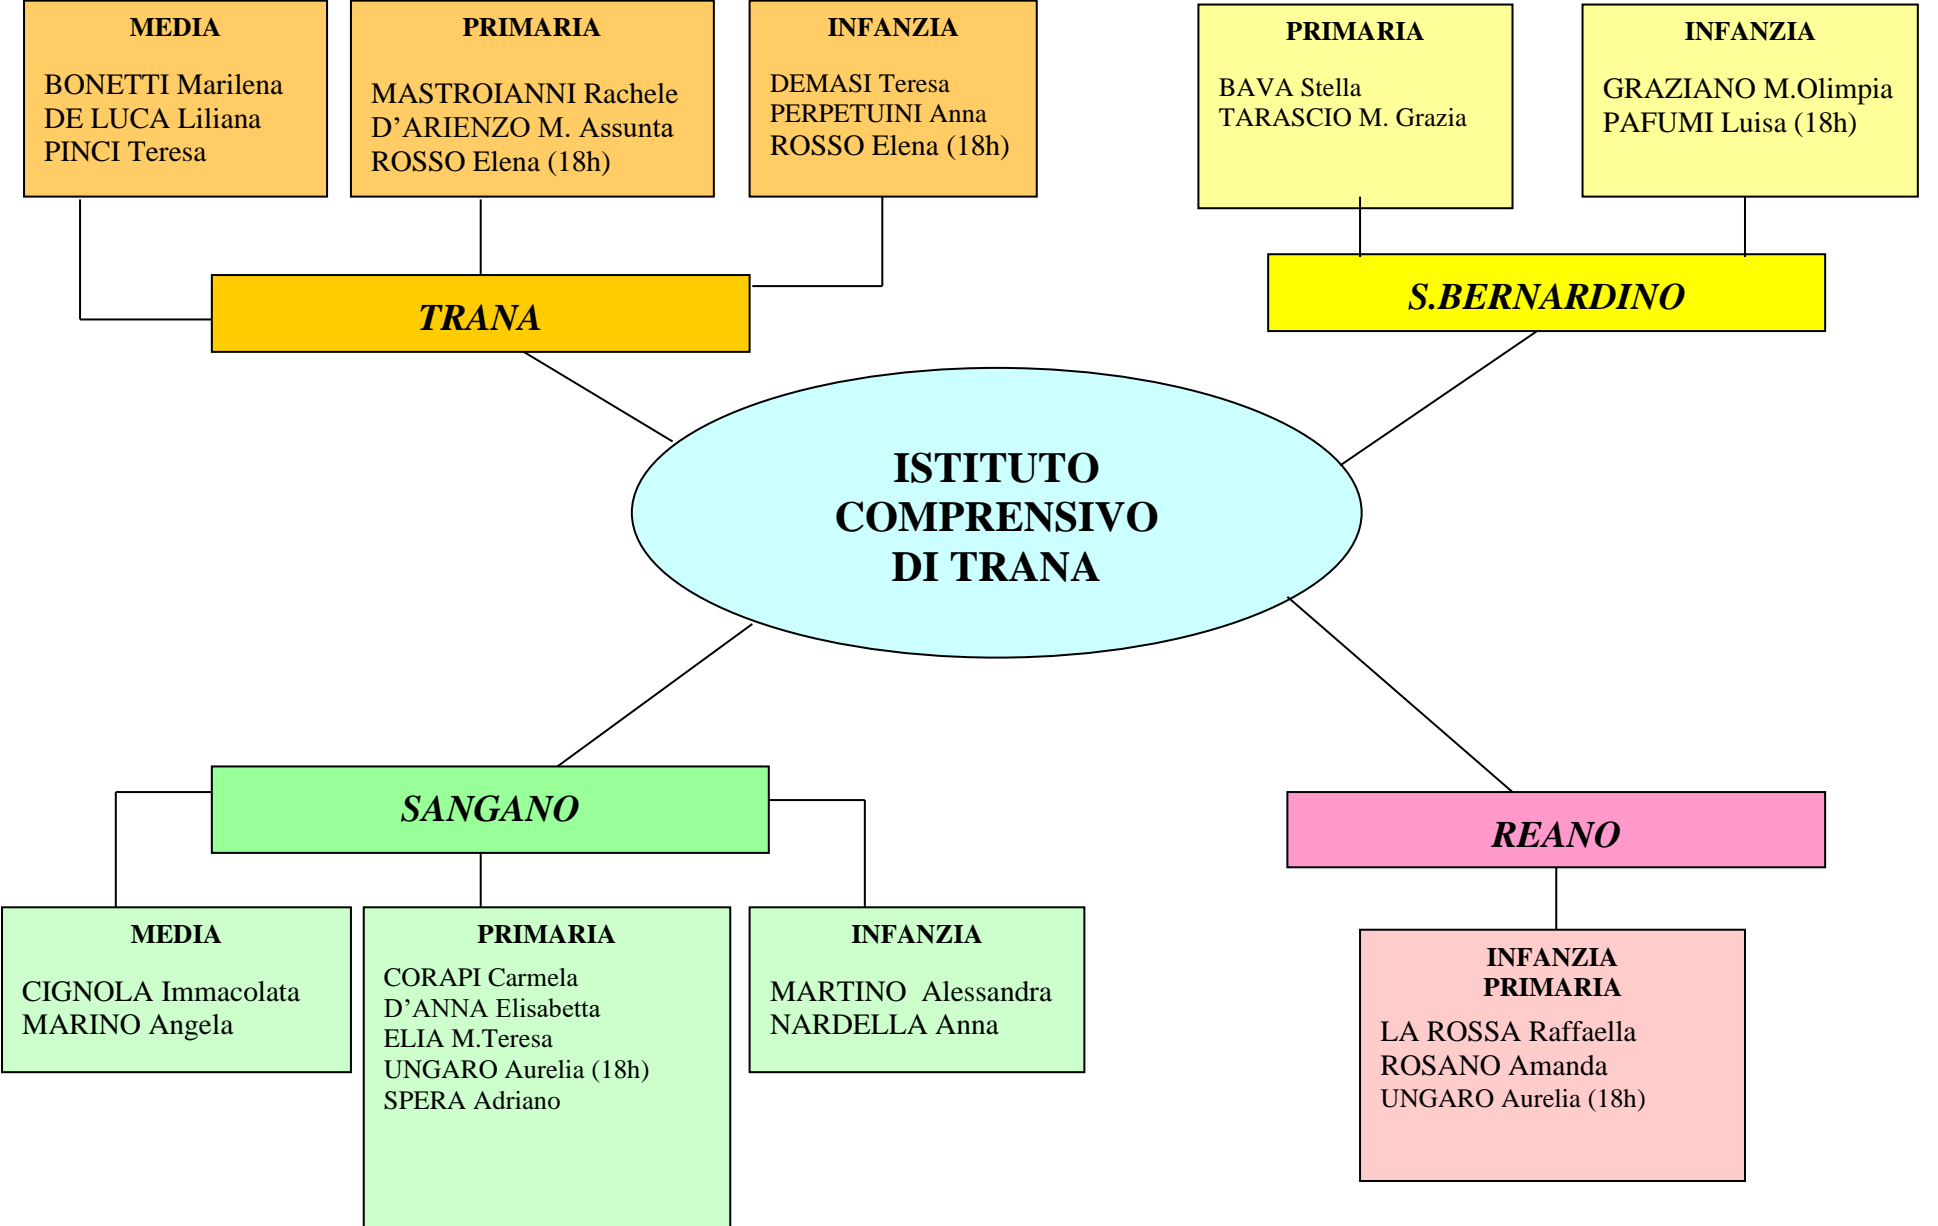 MEDIA
BONETTI Marilena
DE LUCA Liliana
PINCI Teresa
PRIMARIA
MASTROIANNI Rachele
D’ARIENZO M. Assunta
ROSSO Elena (18h)
INFANZIA
DEMASI Teresa
PERPETUINI Anna
ROSSO Elena (18h)
PRIMARIA
BAVA Stella
TARASCIO M. Grazia
INFANZIA
GRAZIANO M.Olimpia
PAFUMI Luisa (18h)
TRANA
S.BERNARDINO
ISTITUTO
COMPRENSIVO
DI TRANA
SANGANO
REANO
MEDIA
CIGNOLA Immacolata
MARINO Angela
PRIMARIA
CORAPI Carmela
D’ANNA Elisabetta
ELIA M.Teresa
UNGARO Aurelia (18h)
SPERA Adriano
INFANZIA
MARTINO  Alessandra
NARDELLA Anna
INFANZIA
PRIMARIA
LA ROSSA Raffaella
ROSANO Amanda
UNGARO Aurelia (18h)